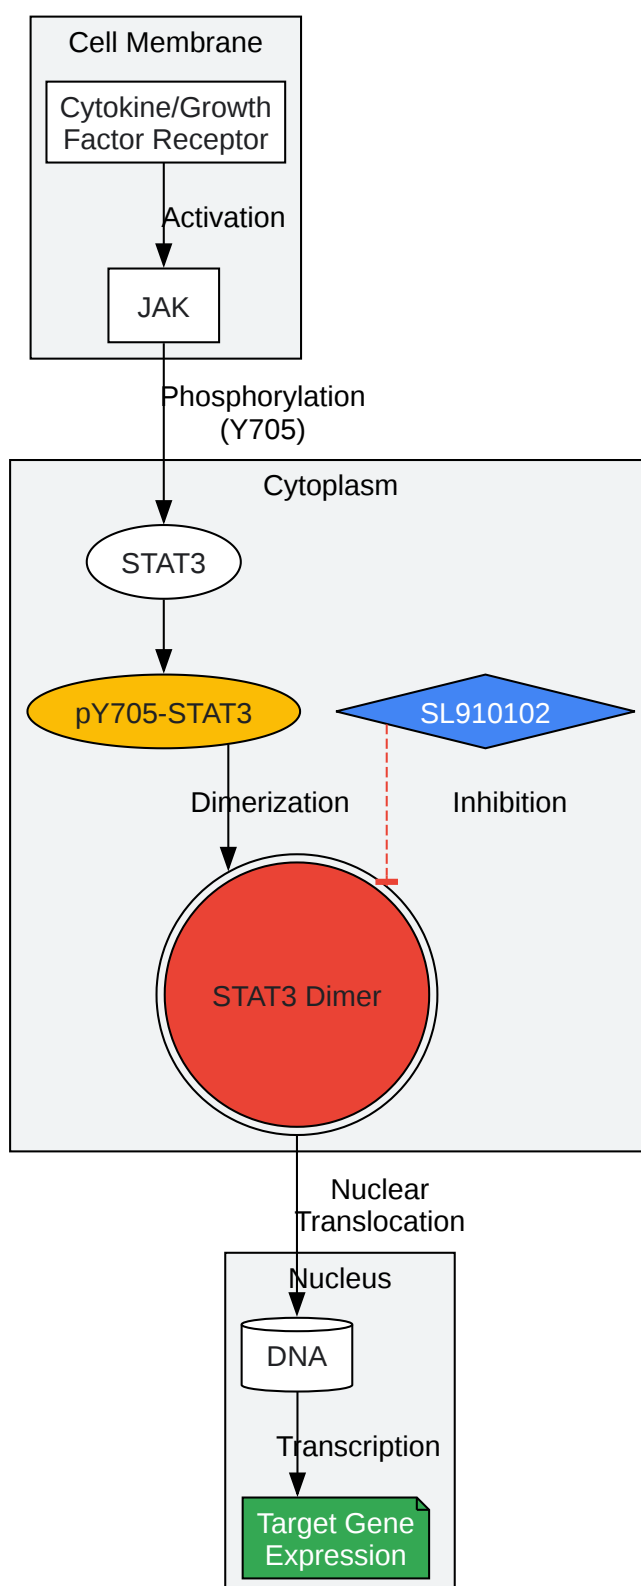 Cell Membrane
Cytokine/Growth
Factor Receptor
Activation
JAK
Phosphorylation
(Y705)
Cytoplasm
STAT3
pY705-STAT3
SL910102
Dimerization
Inhibition
STAT3 Dimer
Nuclear
Translocation
Nucleus
DNA
Transcription
Target Gene
Expression